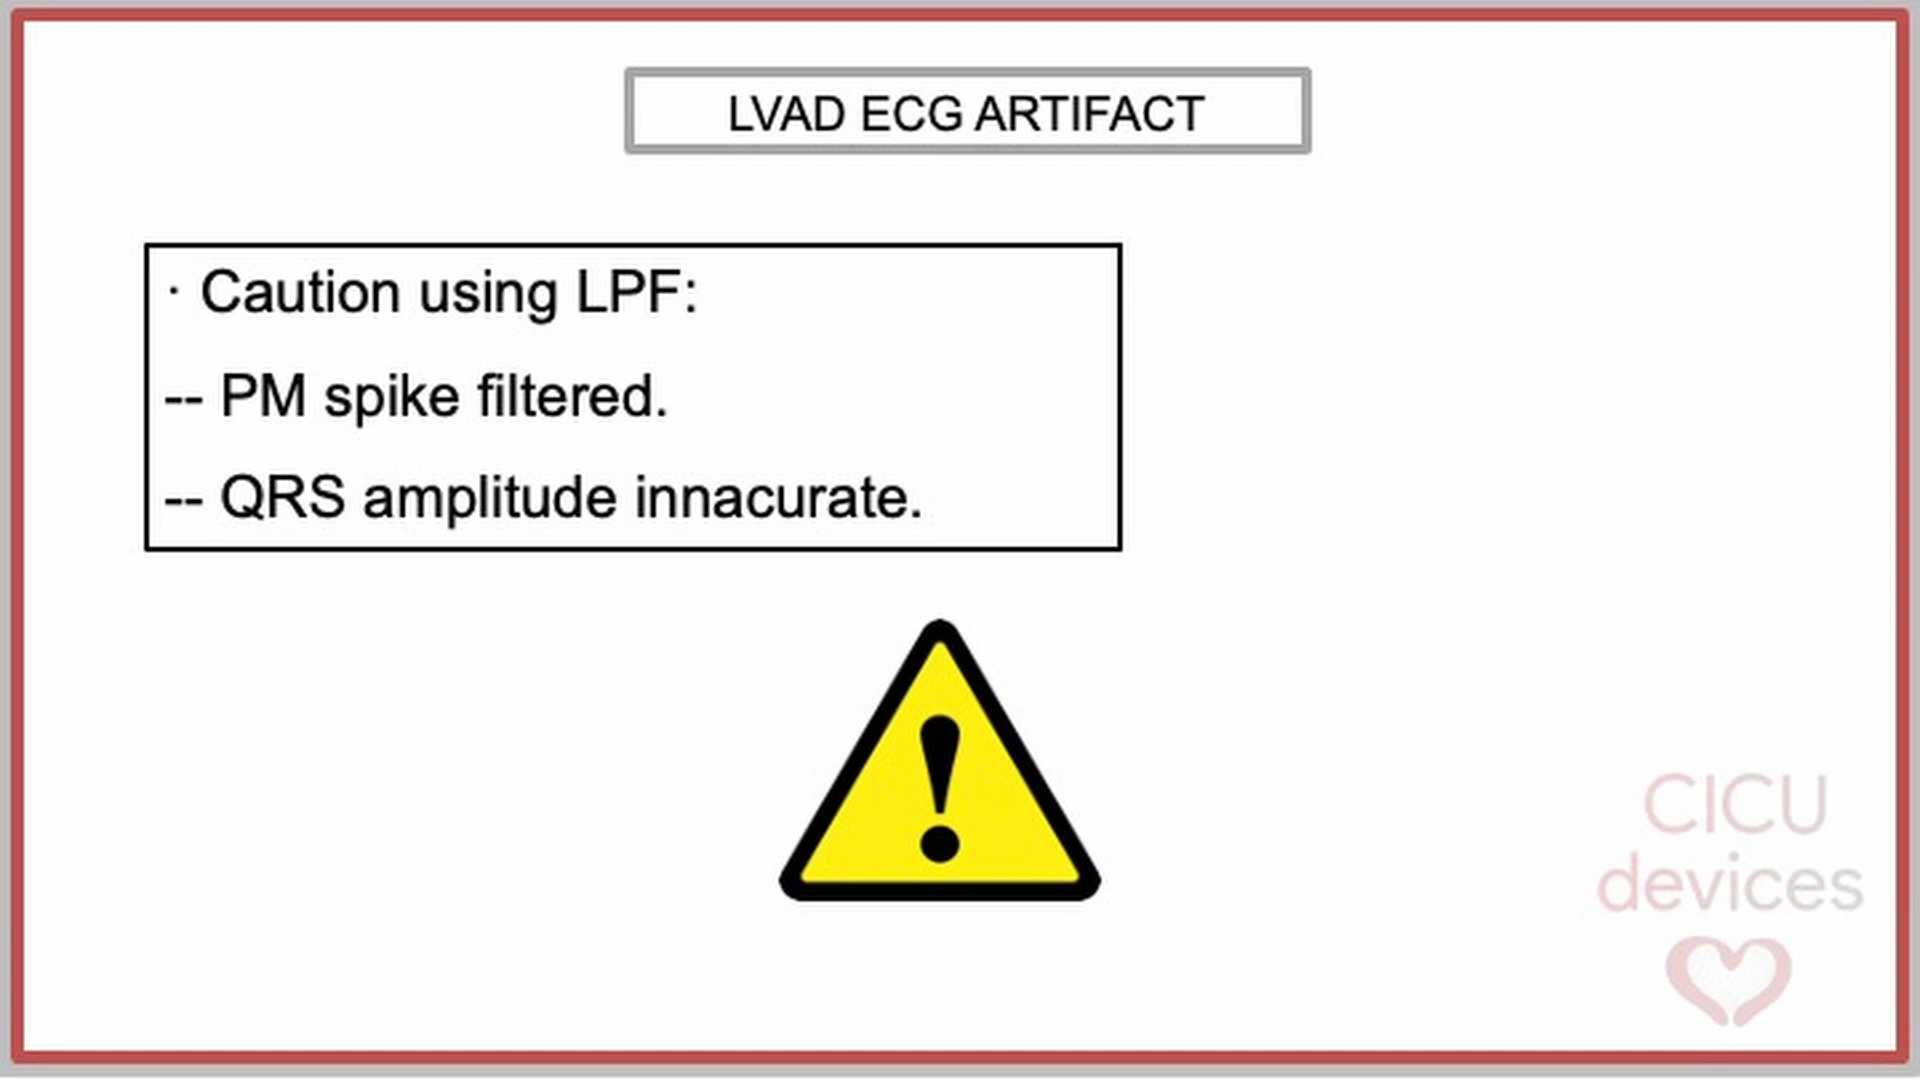 LVAD ECG ARTIFACT
· Caution using LPF:
-- PM spike filtered.
-- QRS amplitude innacurate.
!
CICU
devices